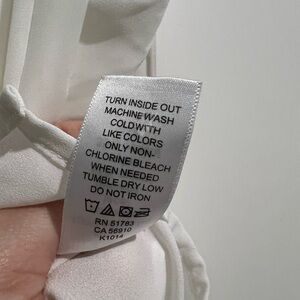 TURN INSIDE OUT
MACHINE WASH
COLD WITH
LIKE COLORS
ONLY NON-
CHLORINE BLEACH
WHEN NEEDED
TUMBLE DRY LOW
DO NOT IRON
RN 51783
CA 56910
K1014